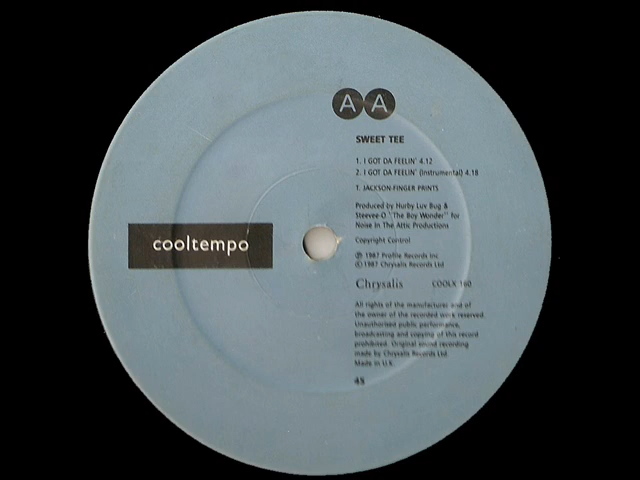 A A
SWEET TEE
1. I GOT DA FEELIN' 4.12
2. I GOT DA FEELIN' (Instrumental) 4.18
T. JACKSON-FINGER PRINTS
Produced by Hurby Luv Bug &
Steevee-O "The Boy Wonder" for
Noise In The Attic Productions
cooltempo
Copyright Control
℗ 1987 Profile Records Inc
© 1987 Chrysalis Records Ltd
Chrysalis COOLX 160
All rights of the manufacturer and of
the owner of the recorded work reserved.
Unauthorised public performance,
broadcasting and copying of this record
prohibited. Original sound recording
made by Chrysalis Records Ltd.
Made in U.K.
45